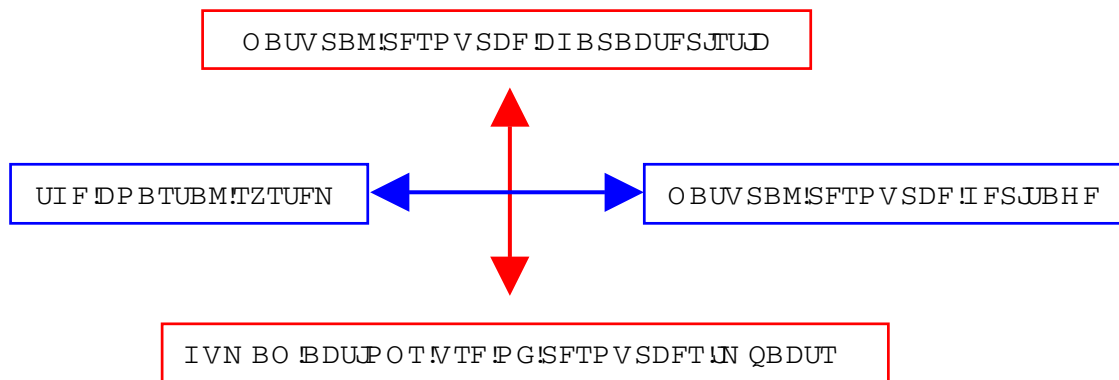 OBUVSBM!SFTPVSDF!DIBSBDUFSJTUJD
UIF!DPBTUBM!TZTUFN
OBUVSBM!SFTPVSDF!IFSJUBHF
IVNBO!BDUJPOT!VTF!PG!SFTPVSDFT!JNQBDUT